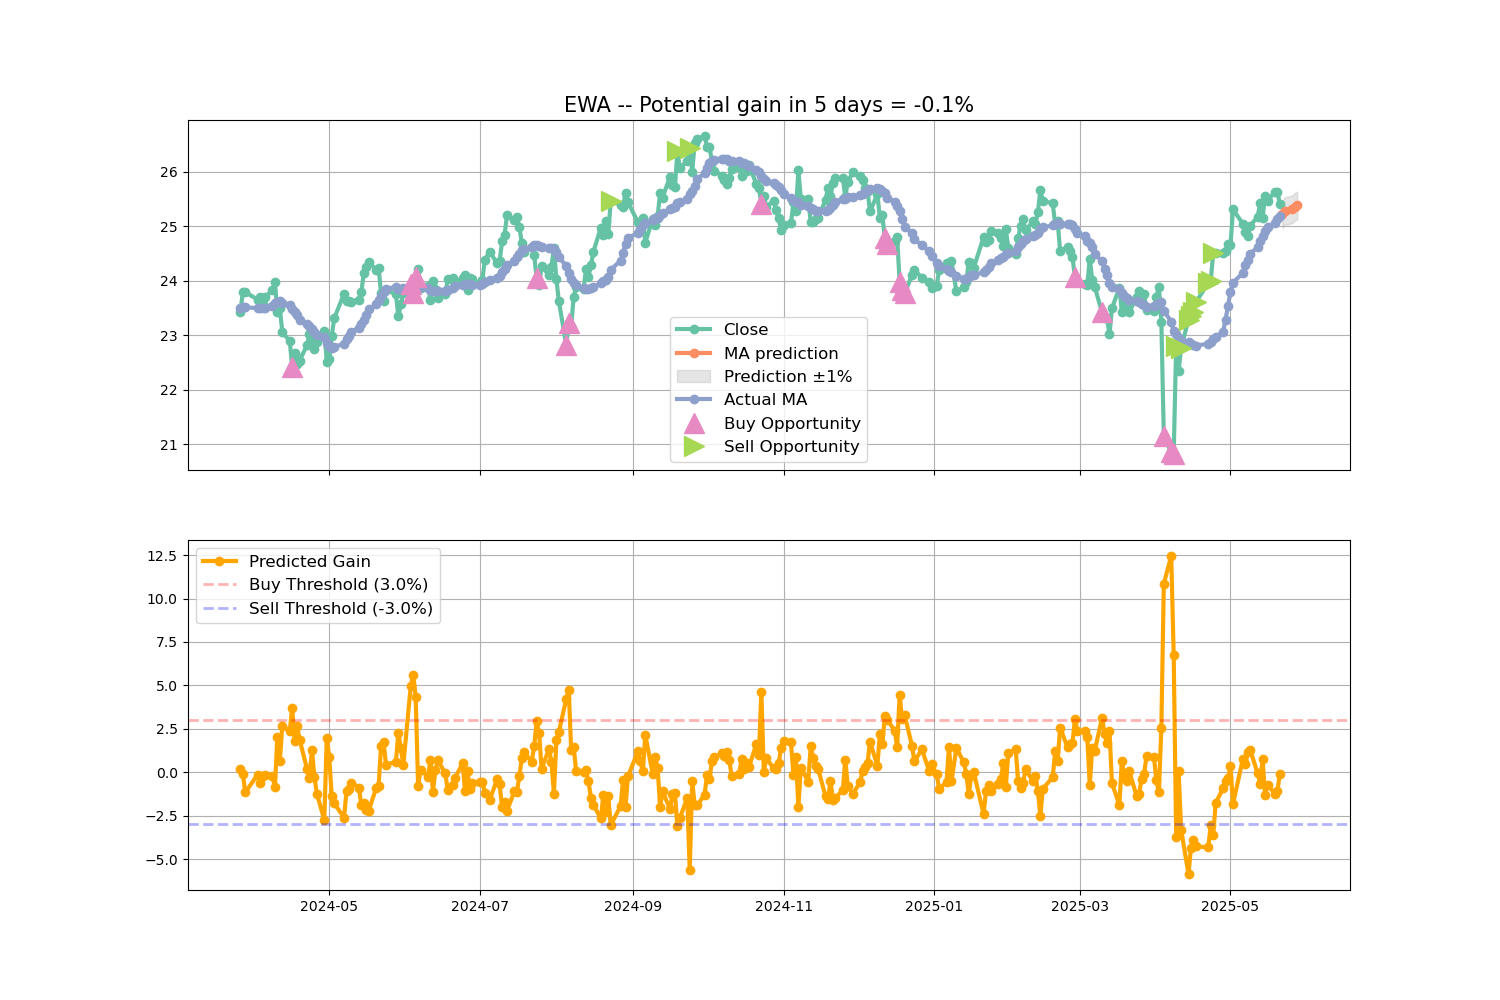 EWA -- Potential gain in 5 days = -0.1%
26
25
24
23
22
21
Close
MA prediction
Prediction ±1%
Actual MA
Buy Opportunity
Sell Opportunity
12.5
10.0
7.5
5.0
2.5
0.0
−2.5
−5.0
Predicted Gain
Buy Threshold (3.0%)
Sell Threshold (-3.0%)
2024-05 2024-07 2024-09 2024-11 2025-01 2025-03 2025-05